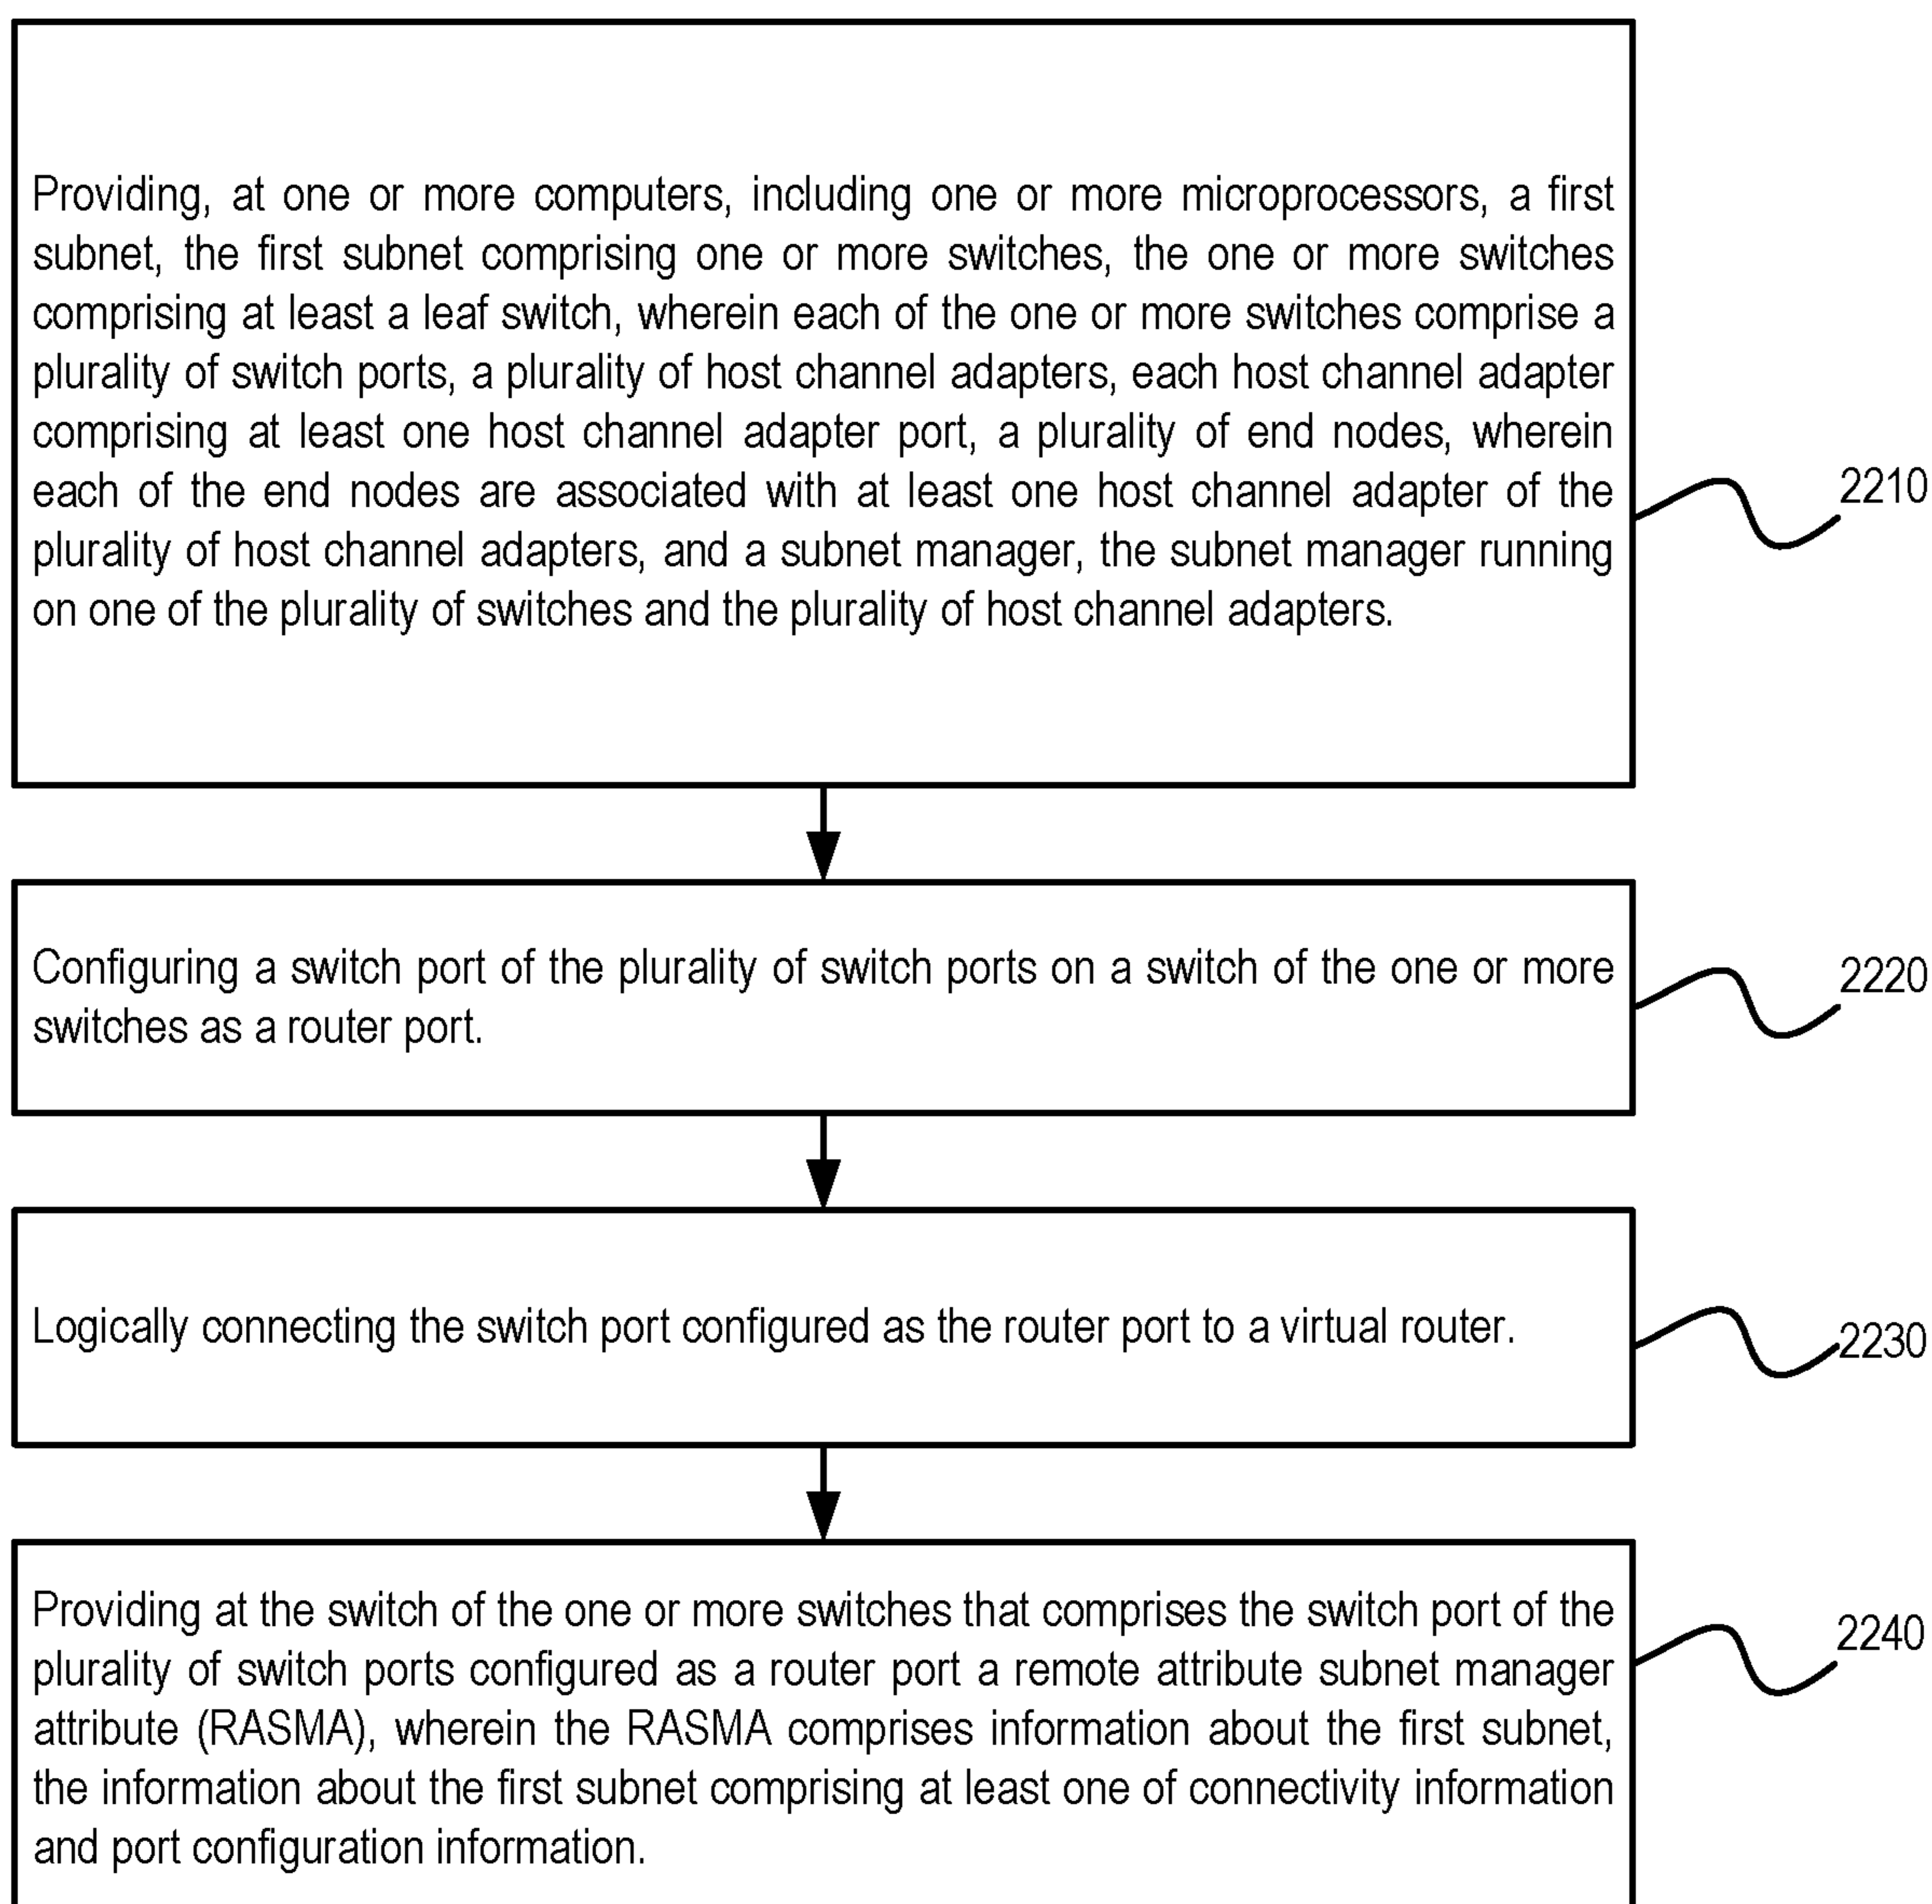 Providing, at one or more computers, including one or more microprocessors, a first
subnet, the first subnet comprising one or more switches, the one or more switches
comprising at least a leaf switch, wherein each of the one or more switches comprise a
plurality of switch ports, a plurality of host channel adapters, each host channel adapter
comprising at least one host channel adapter port, a plurality of end nodes, wherein
each of the end nodes are associated with at least one host channel adapter of the
plurality of host channel adapters, and a subnet manager, the subnet manager running
on one of the plurality of switches and the plurality of host channel adapters.
2210
Configuring a switch port of the plurality of switch ports on a switch of the one or more
switches as a router port.
2220
Logically connecting the switch port configured as the router port to a virtual router.
2230
Providing at the switch of the one or more switches that comprises the switch port of the
plurality of switch ports configured as a router port a remote attribute subnet manager
attribute (RASMA), wherein the RASMA comprises information about the first subnet,
the information about the first subnet comprising at least one of connectivity information
and port configuration information.
2240